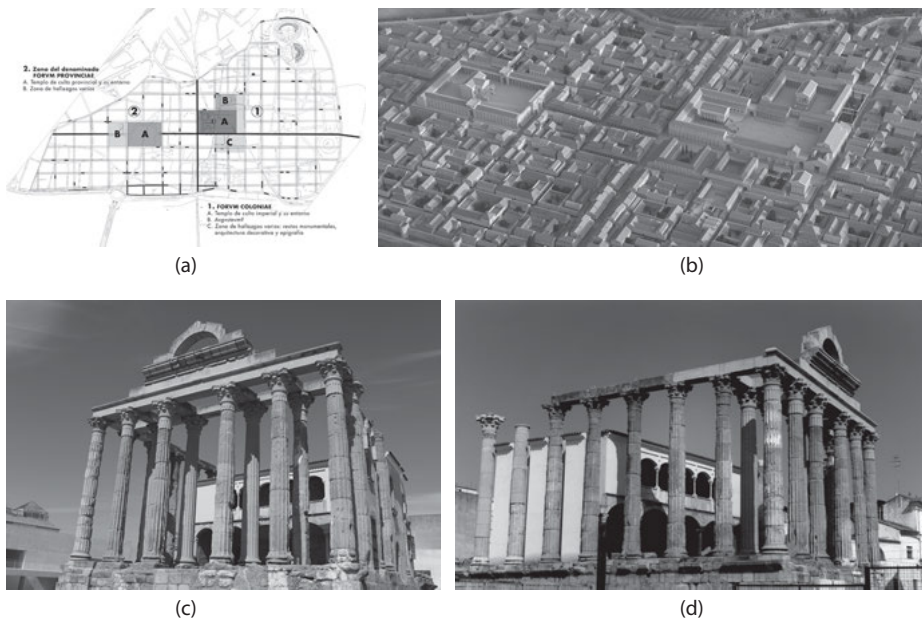 2. Zona del denominado
FORVM PROVINCIAE
A. Templo de culto provincial y su entorno
B. Zona de hallazgos varios
2
B
1
B
A
A
C
1. FORVM COLONIAE
A. Templo de culto imperial y su entorno
B.
C. Zona de hallazgos varios: restos monumentales,
arquitectura decorativa y epigrafía
(a)
(b)
(c)
(d)